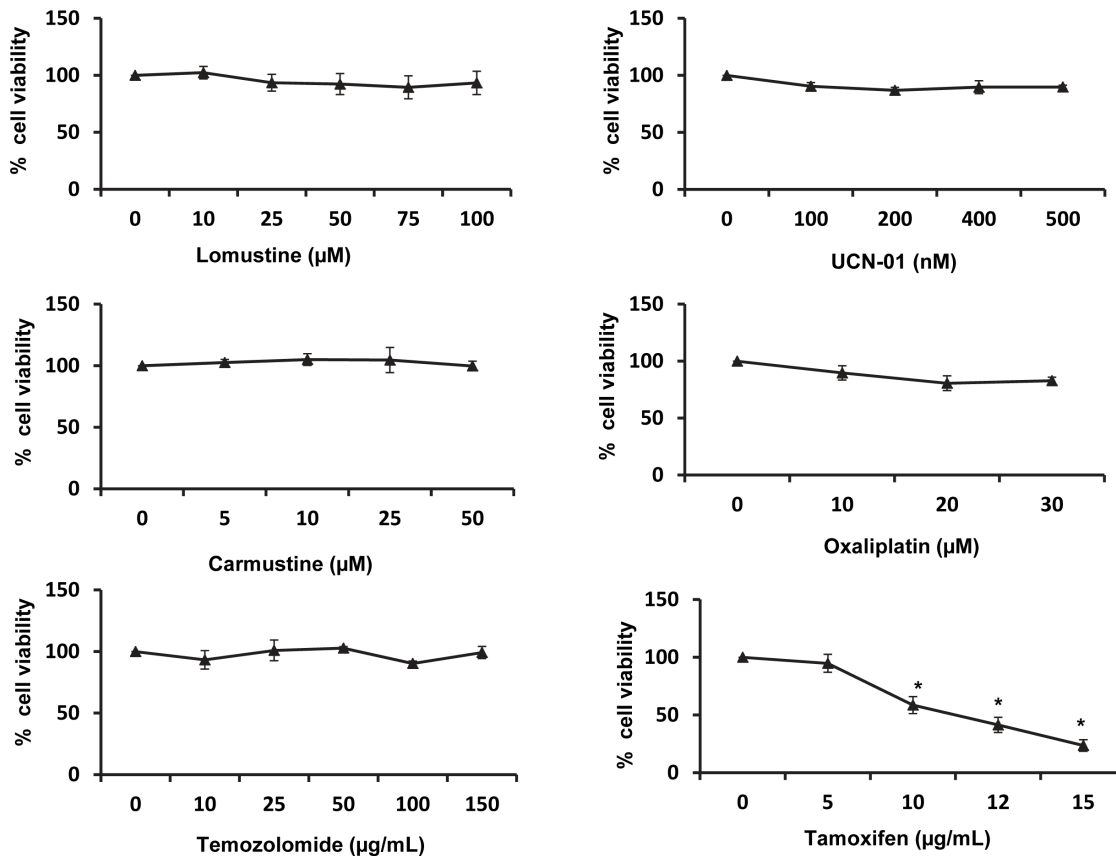 150
100
50
0
% cell viability
0 10 25 50 75 100
Lomustine (µM)
150
100
50
0
% cell viability
0 100 200 400 500
UCN-01 (nM)
150
100
50
0
% cell viability
0 5 10 25 50
Carmustine (µM)
150
100
50
0
% cell viability
0 10 20 30
Oxaliplatin (µM)
150
100
50
0
% cell viability
0 10 25 50 100 150
Temozolomide (µg/mL)
150
100
50
0
% cell viability
* * *
0 5 10 12 15
Tamoxifen (µg/mL)